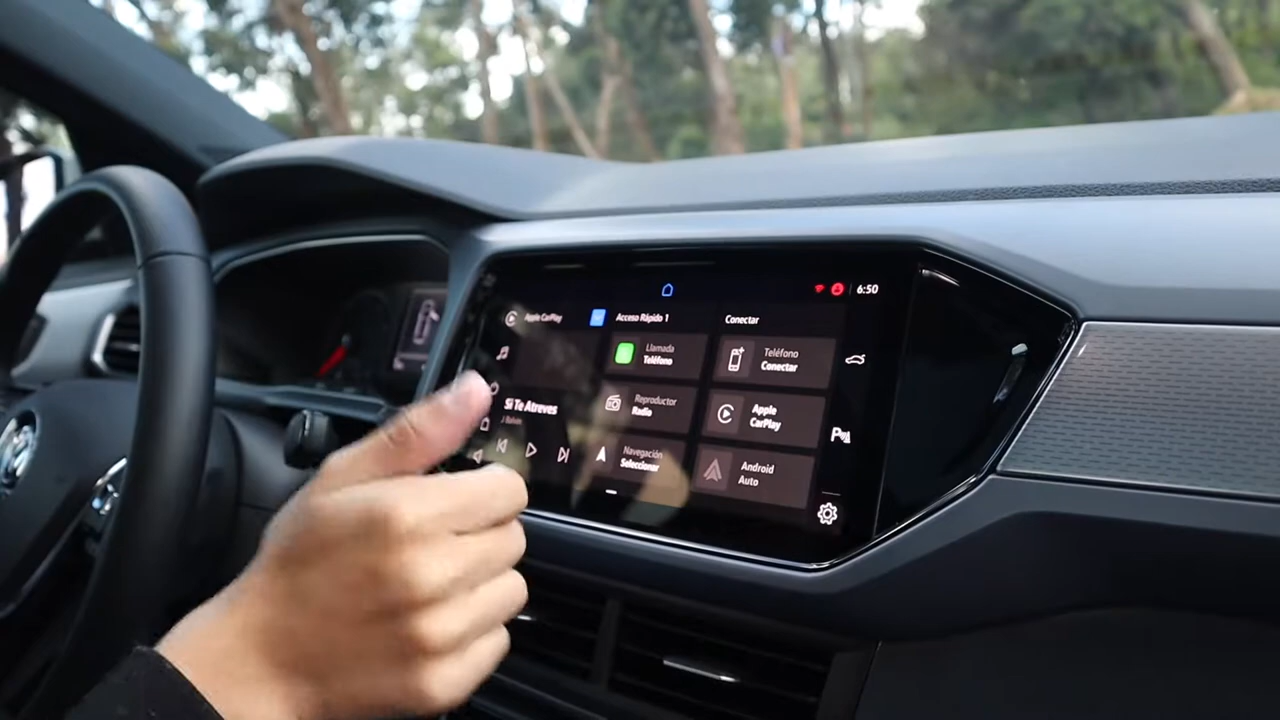 6:50
Apple CarPlay
Acceso Rápido 1
Conectar
Llamada
Teléfono
Teléfono
Conectar
Si Te Atreves
J Balvin
Reproductor
Radio
Apple
CarPlay
Navegación
Seleccionar
Android
Auto